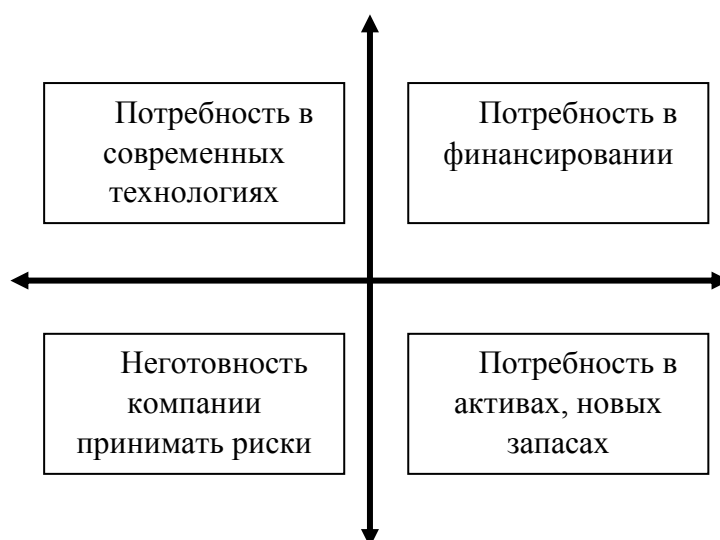 Потребность в
современных
технологиях
Потребность в
финансировании
Неготовность
компании
принимать риски
Потребность в
активах, новых
запасах